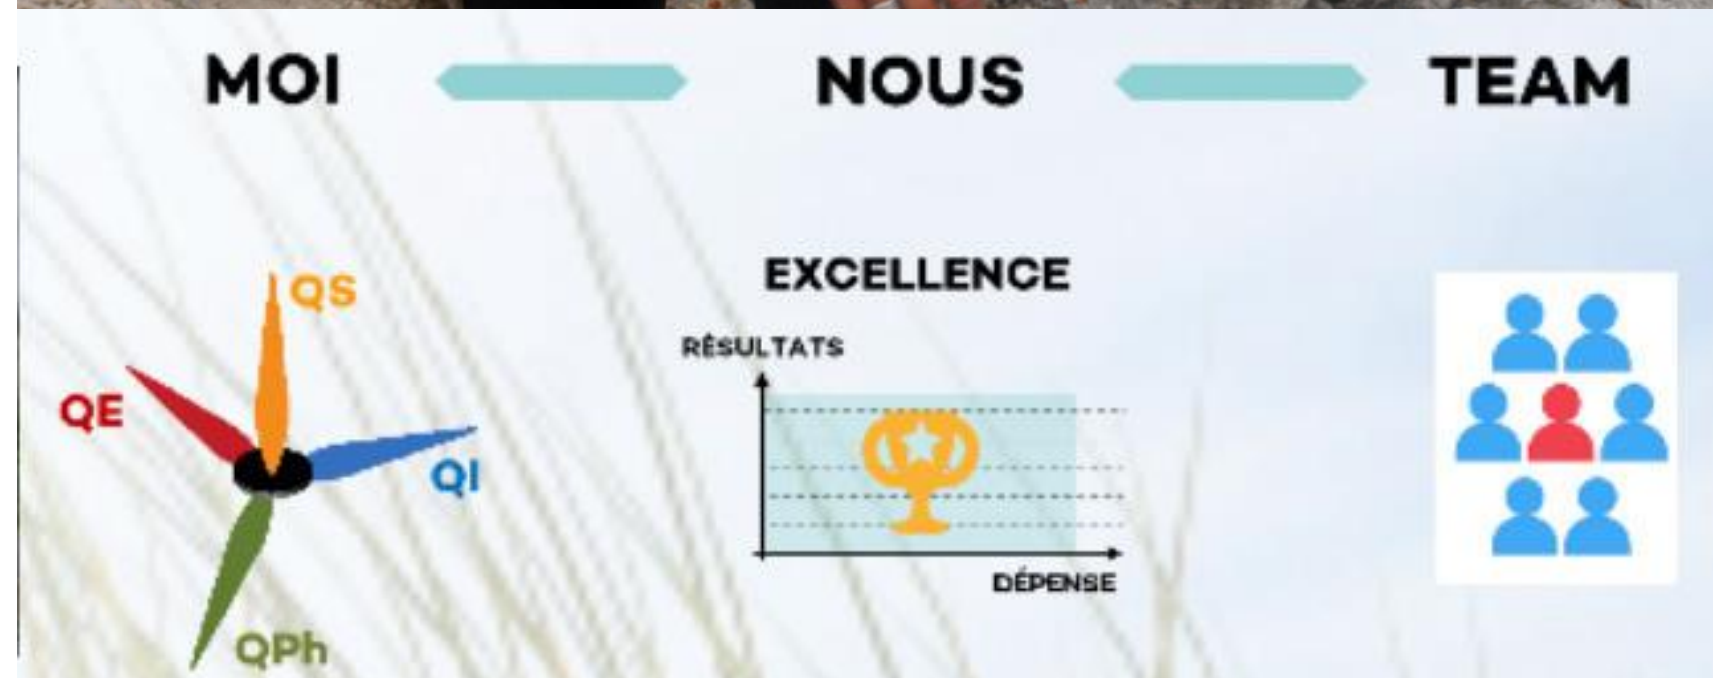 MOI
NOUS
TEAM
QS
QE
QI
QPh
EXCELLENCE
RÉSULTATS
DÉPENSE